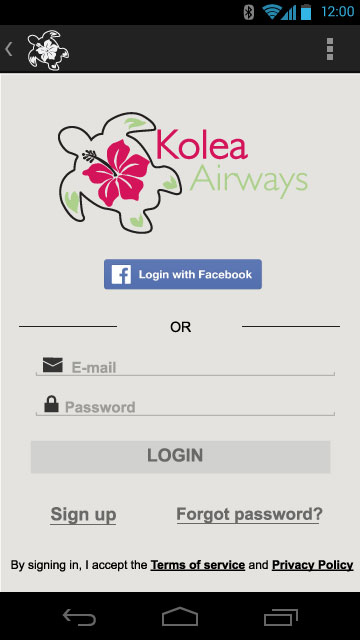 12:00
Kolea
Airways
f Login with Facebook
OR
E-mail
Password
LOGIN
Sign up Forgot password?
By signing in, I accept the Terms of service and Privacy Policy